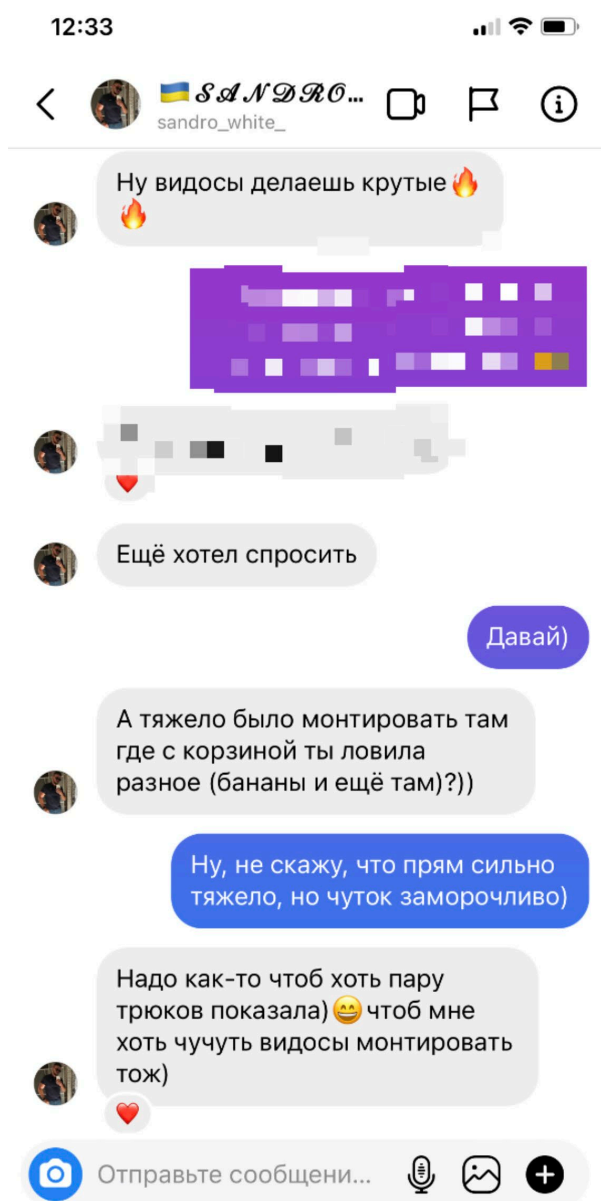 12:33
🇺🇦 𝒮𝒜𝒩𝒟𝑅𝒪...
sandro_white_
Ну видосы делаешь крутые🔥
🔥
❤️
Ещё хотел спросить
Давай)
А тяжело было монтировать там
где с корзиной ты ловила
разное (бананы и ещё там)?))
Ну, не скажу, что прям сильно
тяжело, но чуток заморочливо)
Надо как-то чтоб хоть пару
трюков показала)😄чтоб мне
хоть чучуть видосы монтировать
тож)
❤️
Отправьте сообщени...